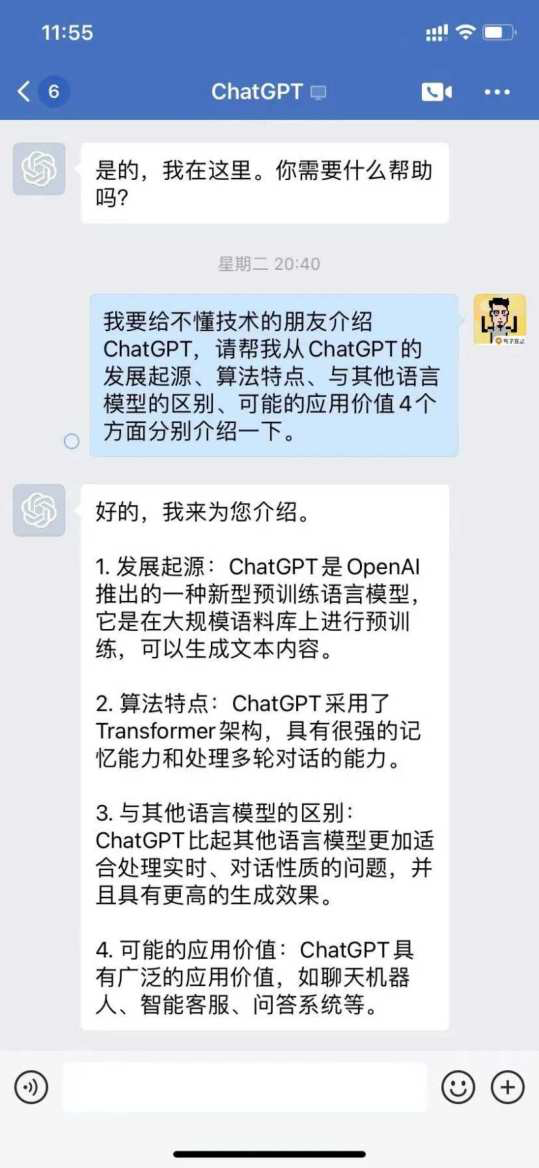 11:55
6
ChatGPT
是的，我在这里。你需要什么帮助
吗？
星期二 20:40
我要给不懂技术的朋友介绍
ChatGPT，请帮我从ChatGPT的
发展起源、算法特点、与其他语言
模型的区别、可能的应用价值4个
方面分别介绍一下。
好的，我来为您介绍。
1. 发展起源：ChatGPT是OpenAI
推出的一种新型预训练语言模型，
它是在大规模语料库上进行预训
练，可以生成文本内容。
2. 算法特点：ChatGPT采用了
Transformer架构，具有很强的记
忆能力和处理多轮对话的能力。
3. 与其他语言模型的区别：
ChatGPT比起其他语言模型更加适
合处理实时、对话性质的问题，并
且具有更高的生成效果。
4. 可能的应用价值：ChatGPT具
有广泛的应用价值，如聊天机器
人、智能客服、问答系统等。